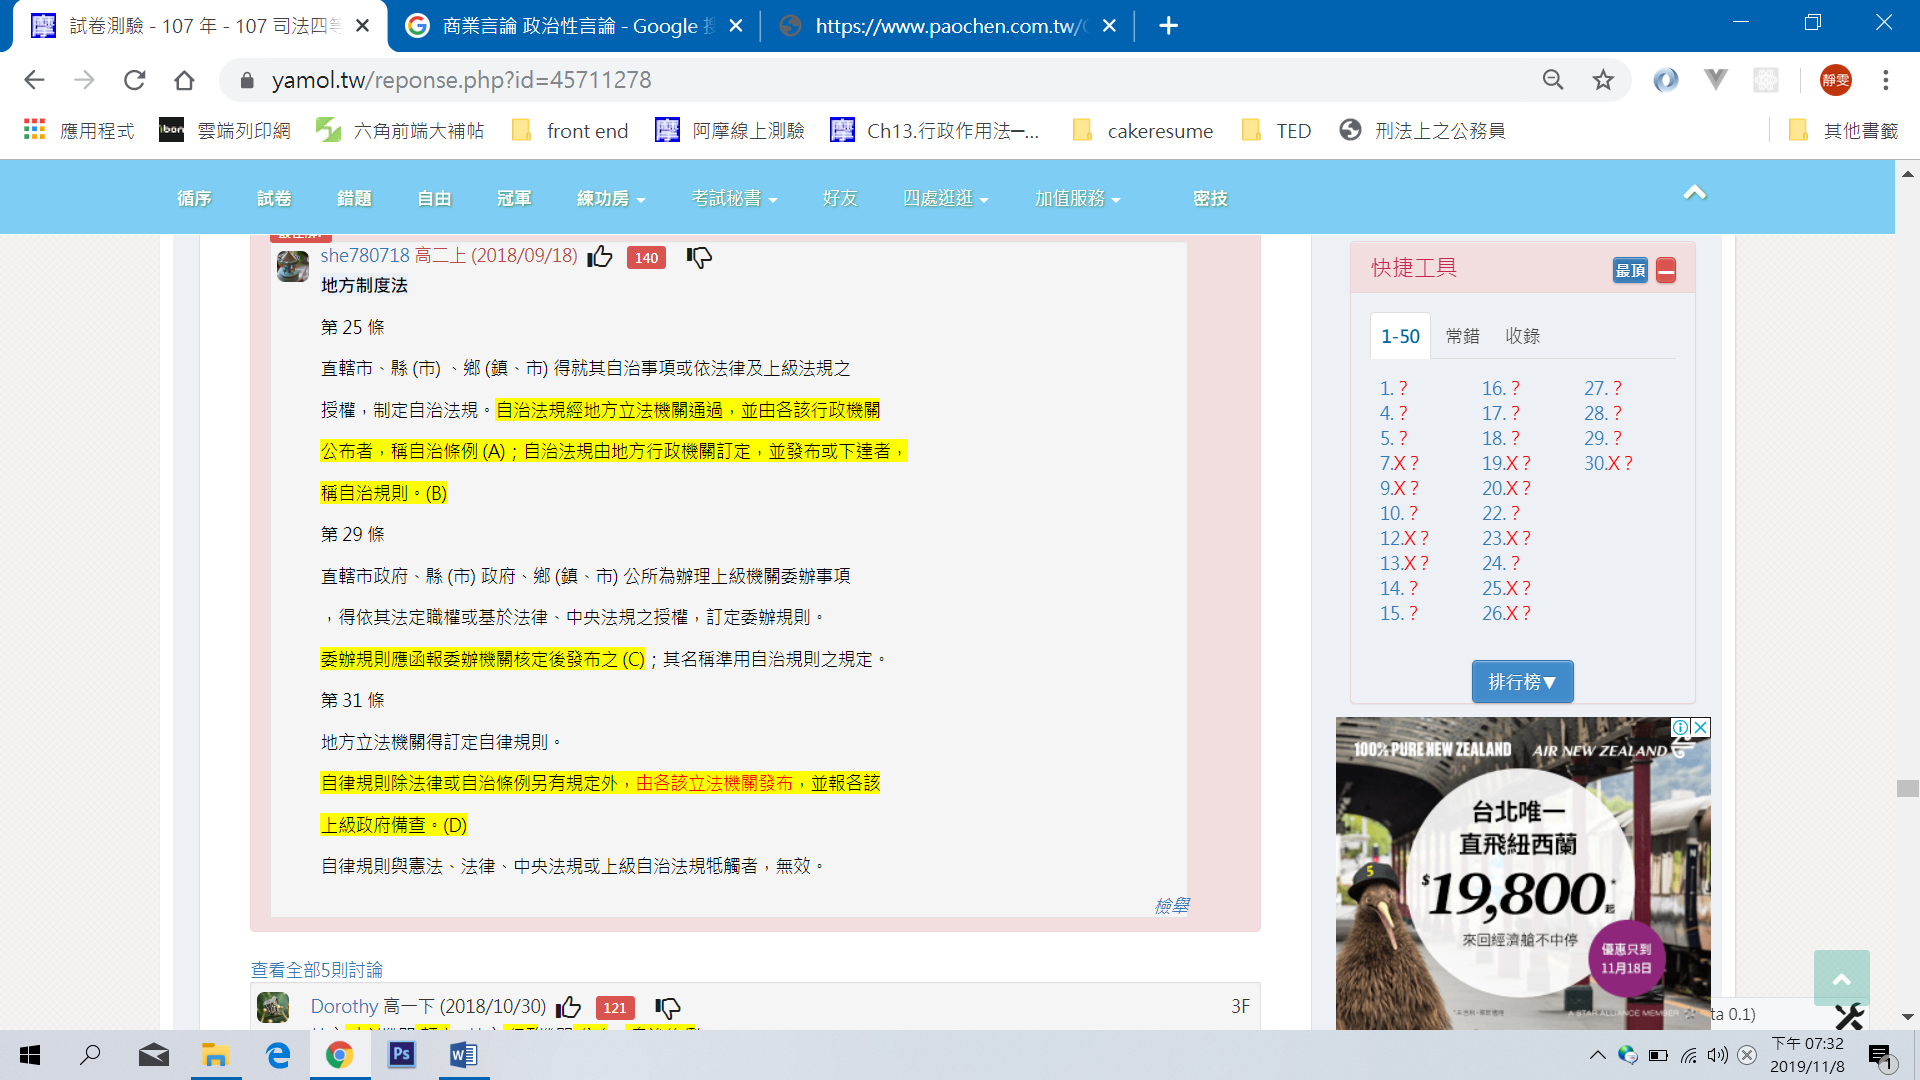 試卷測驗 - 107 年 - 107 司法四等
商業言論 政治性言論 - Google
https://www.paochen.com.tw/
yamol.tw/reponse.php?id=45711278
靜雯
應用程式
ibon
雲端列印網
六角前端大補帖
front end
阿摩線上測驗
Ch13.行政作用法─...
cakeresume
TED
刑法上之公務員
其他書籤
循序 試卷 錯題 自由 冠軍 練功房 考試秘書 好友 四處逛逛 加值服務 密技
she780718 高二上 (2018/09/18) 140
地方制度法
第 25 條
直轄市、縣 (市) 、鄉 (鎮、市) 得就其自治事項或依法律及上級法規之
授權，制定自治法規。自治法規經地方立法機關通過，並由各該行政機關
公布者，稱自治條例 (A)；自治法規由地方行政機關訂定，並發布或下達者，
稱自治規則。(B)
第 29 條
直轄市政府、縣 (市) 政府、鄉 (鎮、市) 公所為辦理上級機關委辦事項
，得依其法定職權或基於法律、中央法規之授權，訂定委辦規則。
委辦規則應函報委辦機關核定後發布之 (C)；其名稱準用自治規則之規定。
第 31 條
地方立法機關得訂定自律規則。
自律規則除法律或自治條例另有規定外，由各該立法機關發布，並報各該
上級政府備查。(D)
自律規則與憲法、法律、中央法規或上級自治法規牴觸者，無效。
檢舉
查看全部5則討論
Dorothy 高一下 (2018/10/30) 121
3F
快捷工具
最頂
1-50 常錯 收錄
1. ? 16. ? 27. ?
4. ? 17. ? 28. ?
5. ? 18. ? 29. ?
7.X ? 19.X ? 30.X ?
9.X ? 20.X ?
10. ? 22. ?
12.X ? 23.X ?
13.X ? 24. ?
14. ? 25.X ?
15. ? 26.X ?
排行榜▼
100% PURE NEW ZEALAND AIR NEW ZEALAND
台北唯一
直飛紐西蘭
$19,800*起
來回經濟艙不中停
優惠只到
11月18日
5
A STAR ALLIANCE MEMBER
ta 0.1)
Ps
下午 07:32
2019/11/8
1